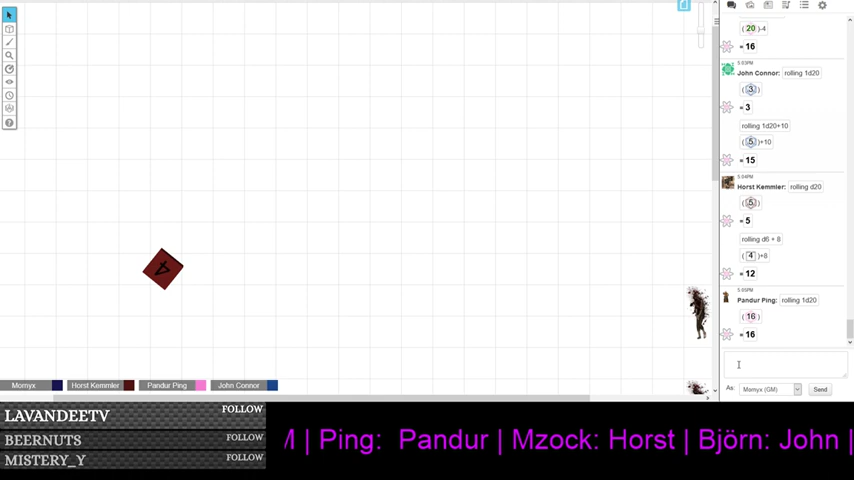 (20)-4
= 16
5:03PM
John Connor: rolling 1d20
(3)
= 3
rolling 1d20+10
(5)+10
= 15
5:04PM
Horst Kemmler: rolling d20
(5)
= 5
rolling d6 + 8
(4)+8
= 12
5:05PM
Pandur Ping: rolling 1d20
(16)
= 16
4
As: Mornyx (GM) Send
Mornyx Horst Kemmler Pandur Ping John Connor
LAVANDEETV FOLLOW
BEERNUTS FOLLOW
MISTERY_Y FOLLOW
| Ping: Pandur | Mzock: Horst | Björn: John |